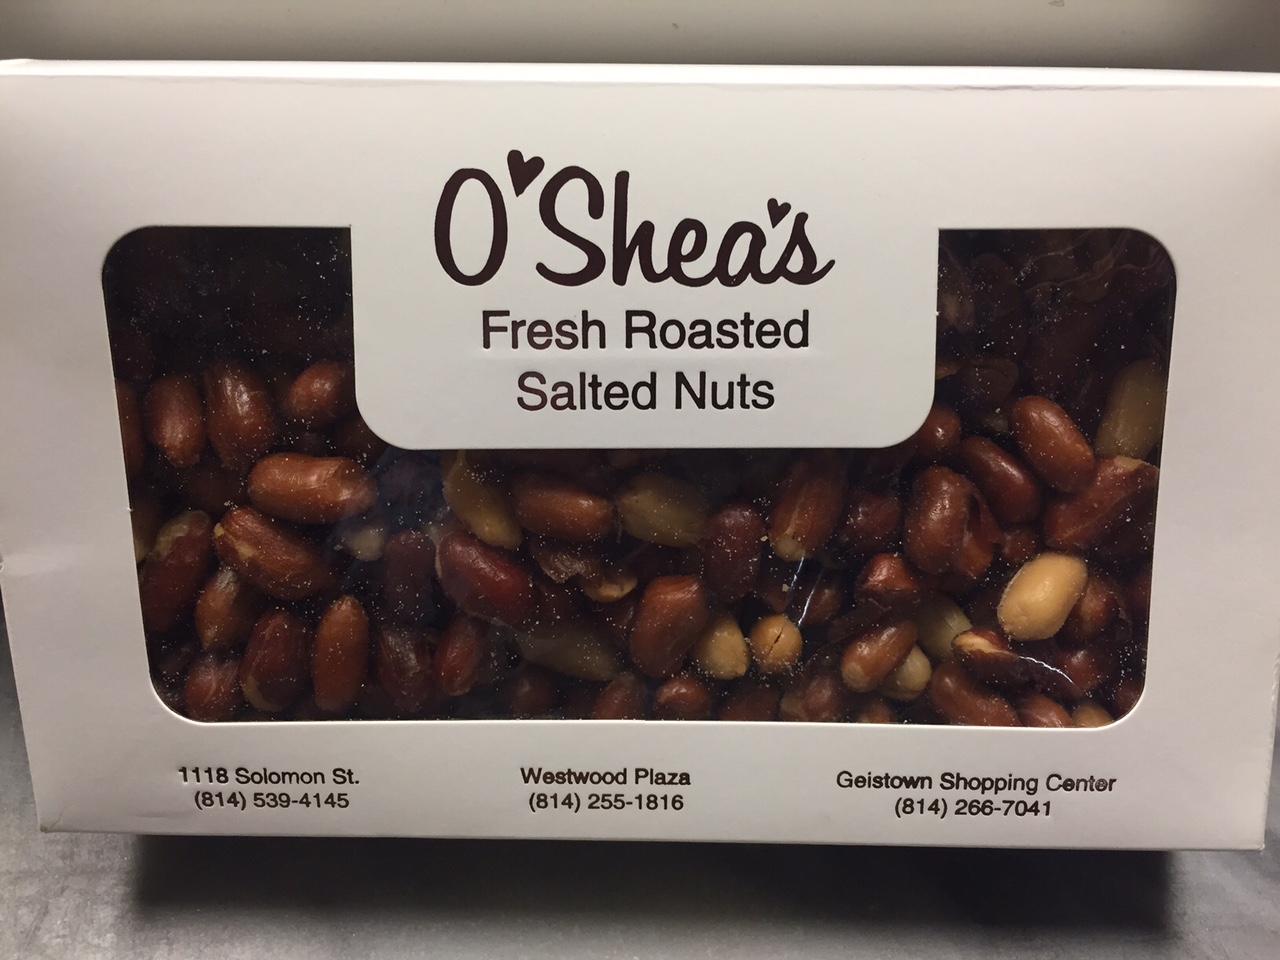 O'Shea's
Fresh Roasted
Salted Nuts
1118 Solomon St.
(814) 539-4145
Westwood Plaza
(814) 255-1816
Geistown Shopping Center
(814) 266-7041